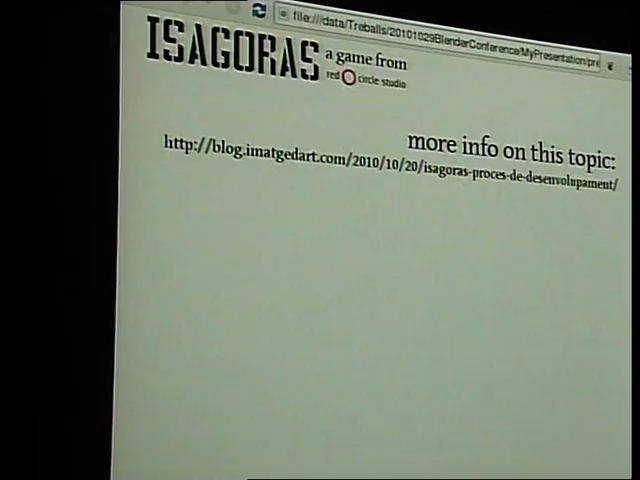 file:///data/Treballs/20101029BlenderConference/MyPresentation/pre
ISAGORAS
a game from
red circle studio
more info on this topic:
http://blog.imatgedart.com/2010/10/20/isagoras-proces-de-desenvolupament/